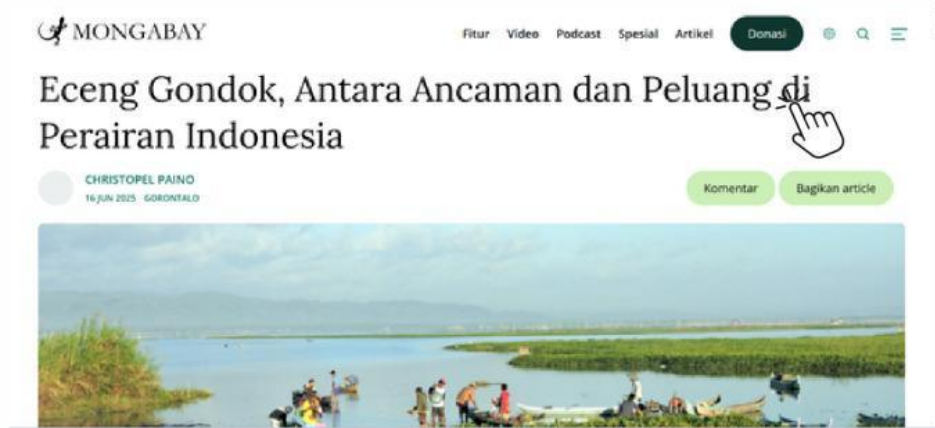 MONGABAY
Fitur Video Podcast Spesial Artikel Donasi
Eceng Gondok, Antara Ancaman dan Peluang di
Perairan Indonesia
CHRISTOPEL PAINO
16 JUN 2025 GORONTALO
Komentar Bagikan article